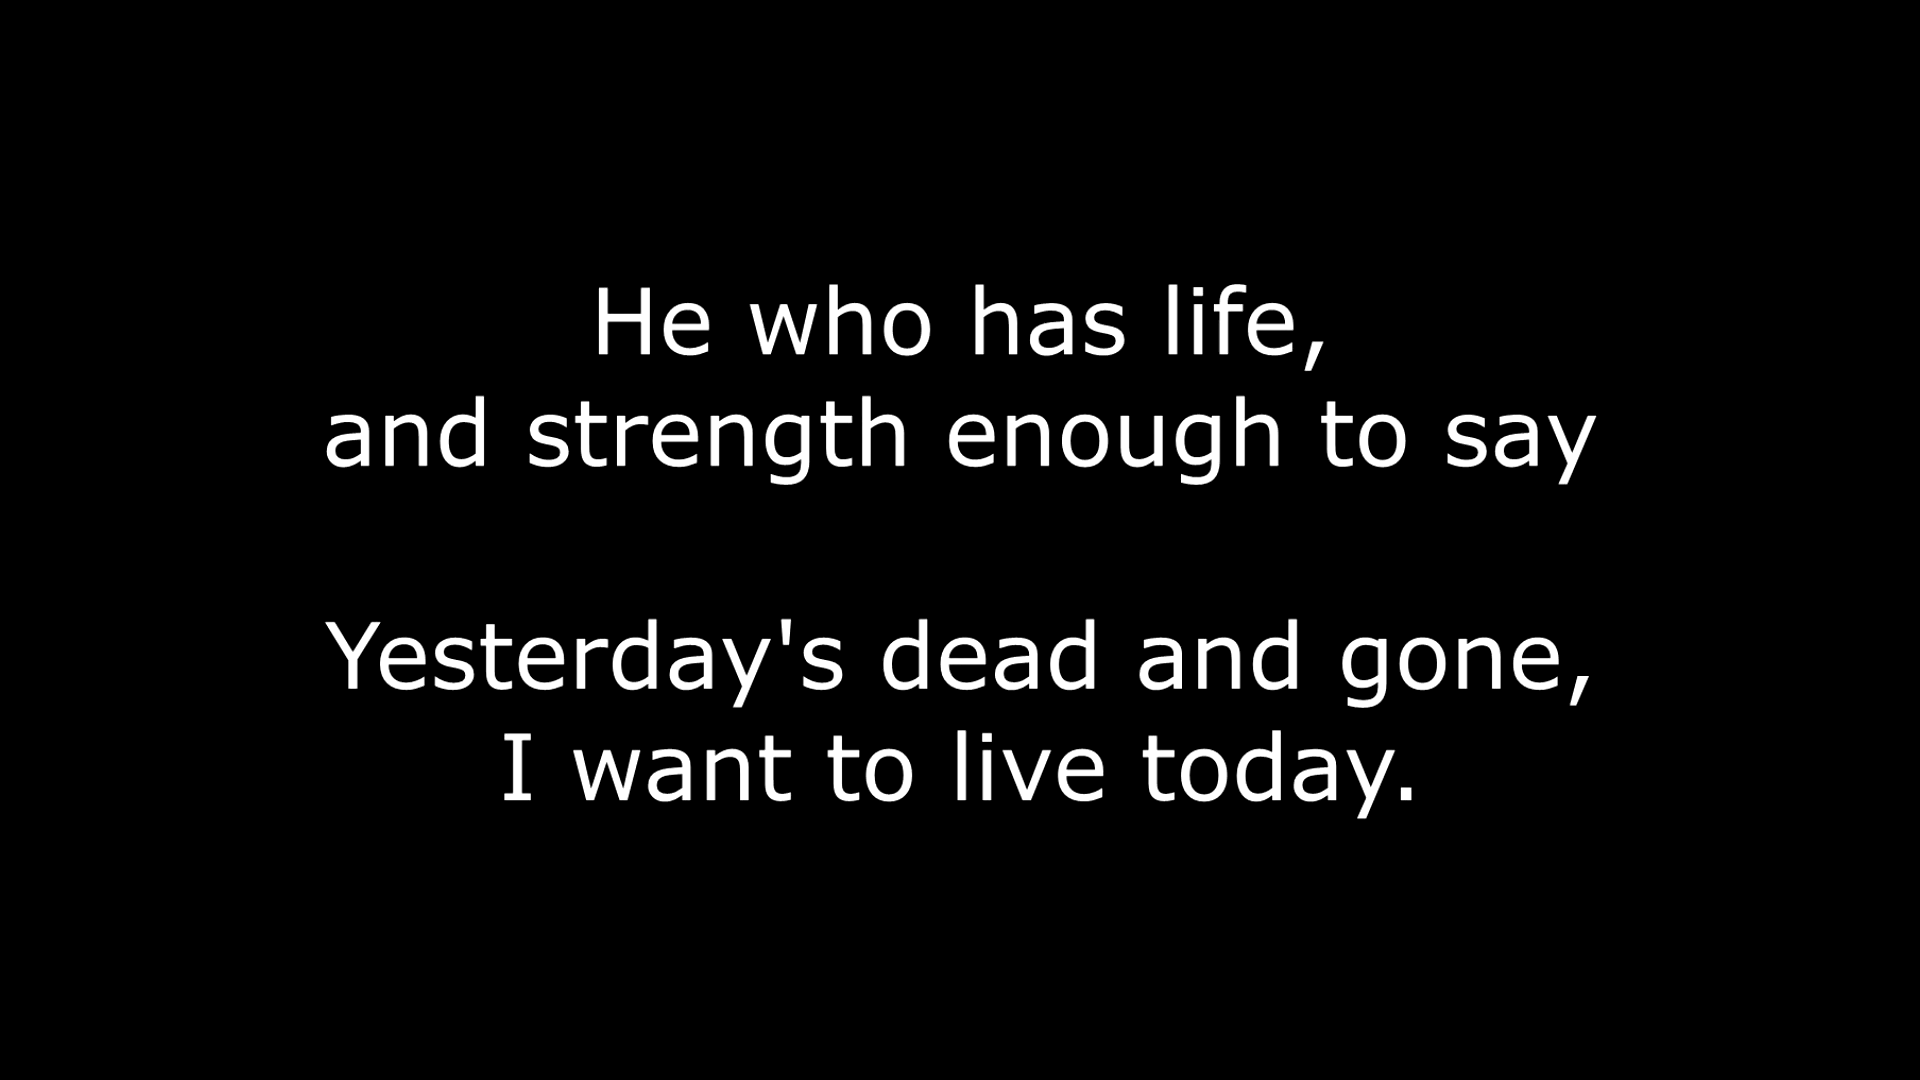 He who has life,
and strength enough to say
Yesterday's dead and gone,
I want to live today.